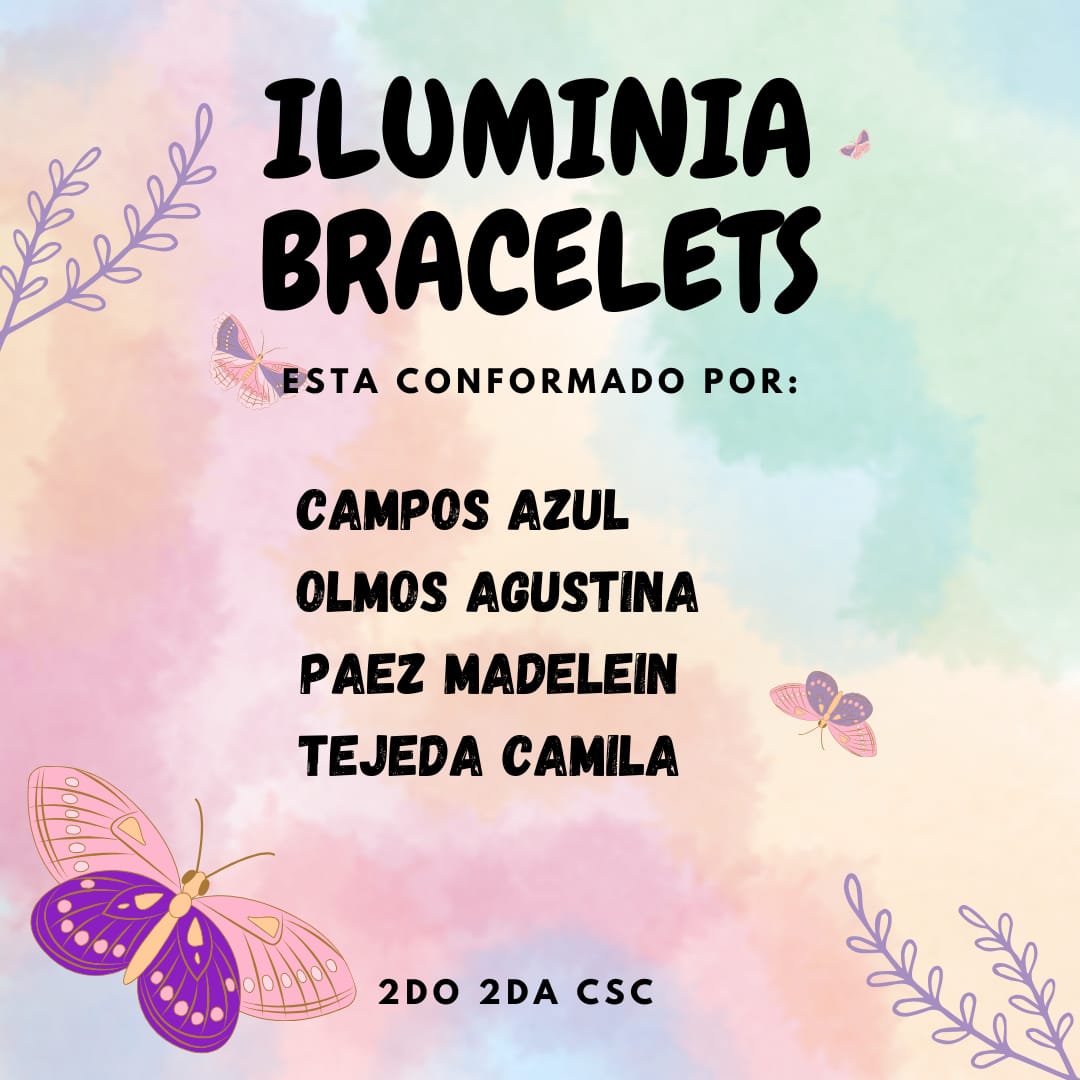 ILUMINIA
BRACELETS
ESTA CONFORMADO POR:
CAMPOS AZUL
OLMOS AGUSTINA
PAEZ MADELEIN
TEJEDA CAMILA
2DO 2DA CSC